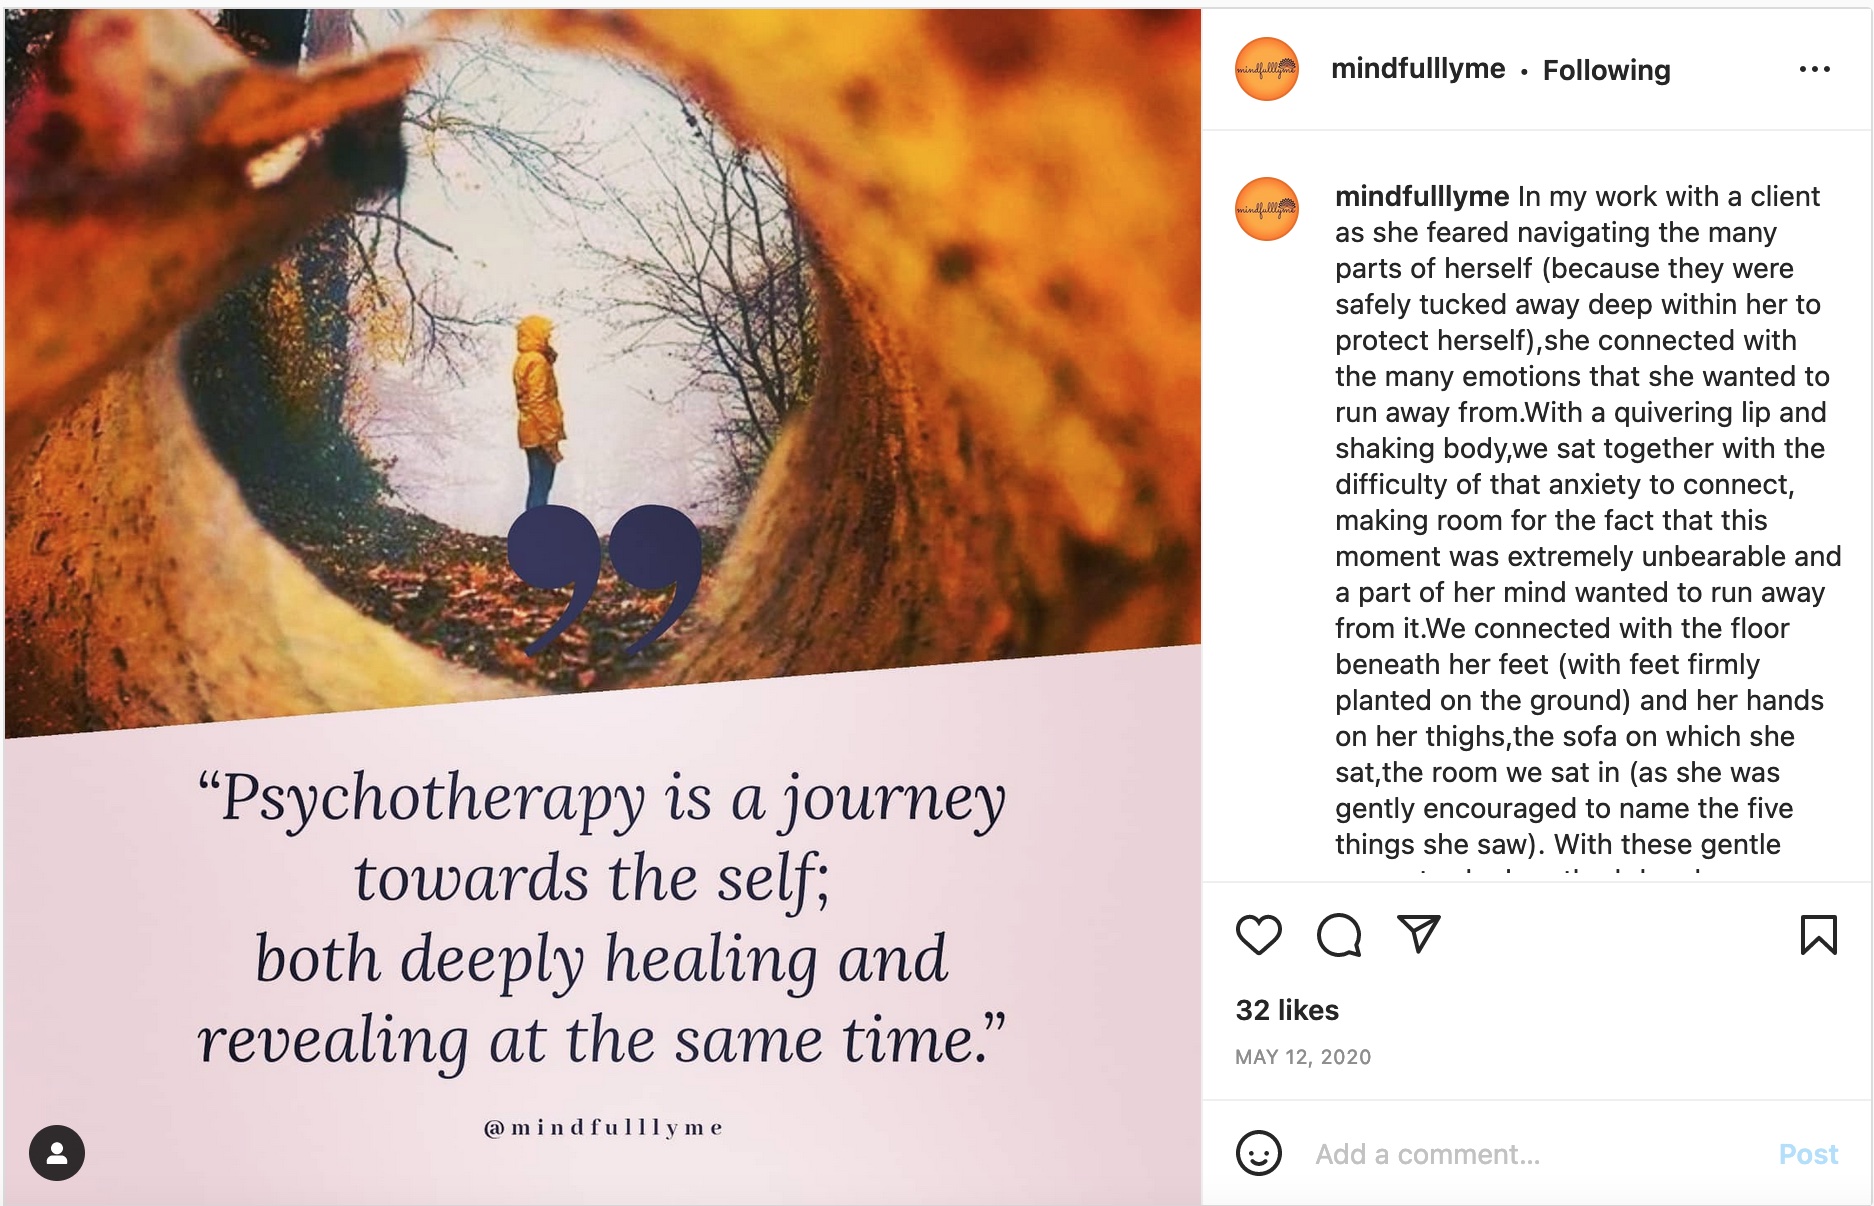 ”
“Psychotherapy is a journey
towards the self;
both deeply healing and
revealing at the same time.”
@mindfulllyme
mindfulllyme
mindfulllyme • Following
mindfulllyme
mindfulllyme In my work with a client
as she feared navigating the many
parts of herself (because they were
safely tucked away deep within her to
protect herself),she connected with
the many emotions that she wanted to
run away from.With a quivering lip and
shaking body,we sat together with the
difficulty of that anxiety to connect,
making room for the fact that this
moment was extremely unbearable and
a part of her mind wanted to run away
from it.We connected with the floor
beneath her feet (with feet firmly
planted on the ground) and her hands
on her thighs,the sofa on which she
sat,the room we sat in (as she was
gently encouraged to name the five
things she saw). With these gentle
32 likes
MAY 12, 2020
Add a comment...
Post